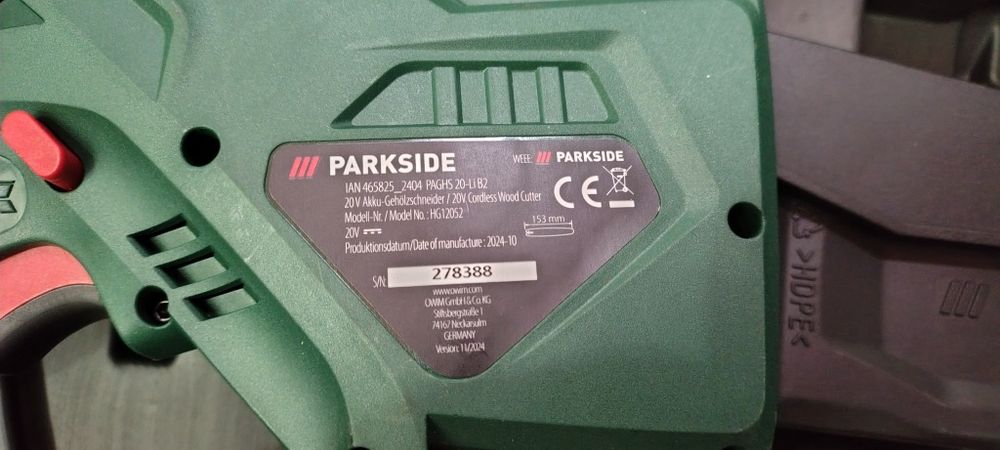 PARKSIDE
WEEE: PARKSIDE
IAN 465825_2404 PAGHS 20-Li B2
20 V Akku-Gehölzschneider / 20V Cordless Wood Cutter
Modell-Nr. / Model No.: HG12052
20V
153 mm
Produktionsdatum/Date of manufacture : 2024-10
S/N: 278388
www.owim.com
OWIM GmbH & Co. KG
Stiftsbergstraße 1
74167 Neckarsulm
GERMANY
Version: 11/2024
CE
>HDPE<